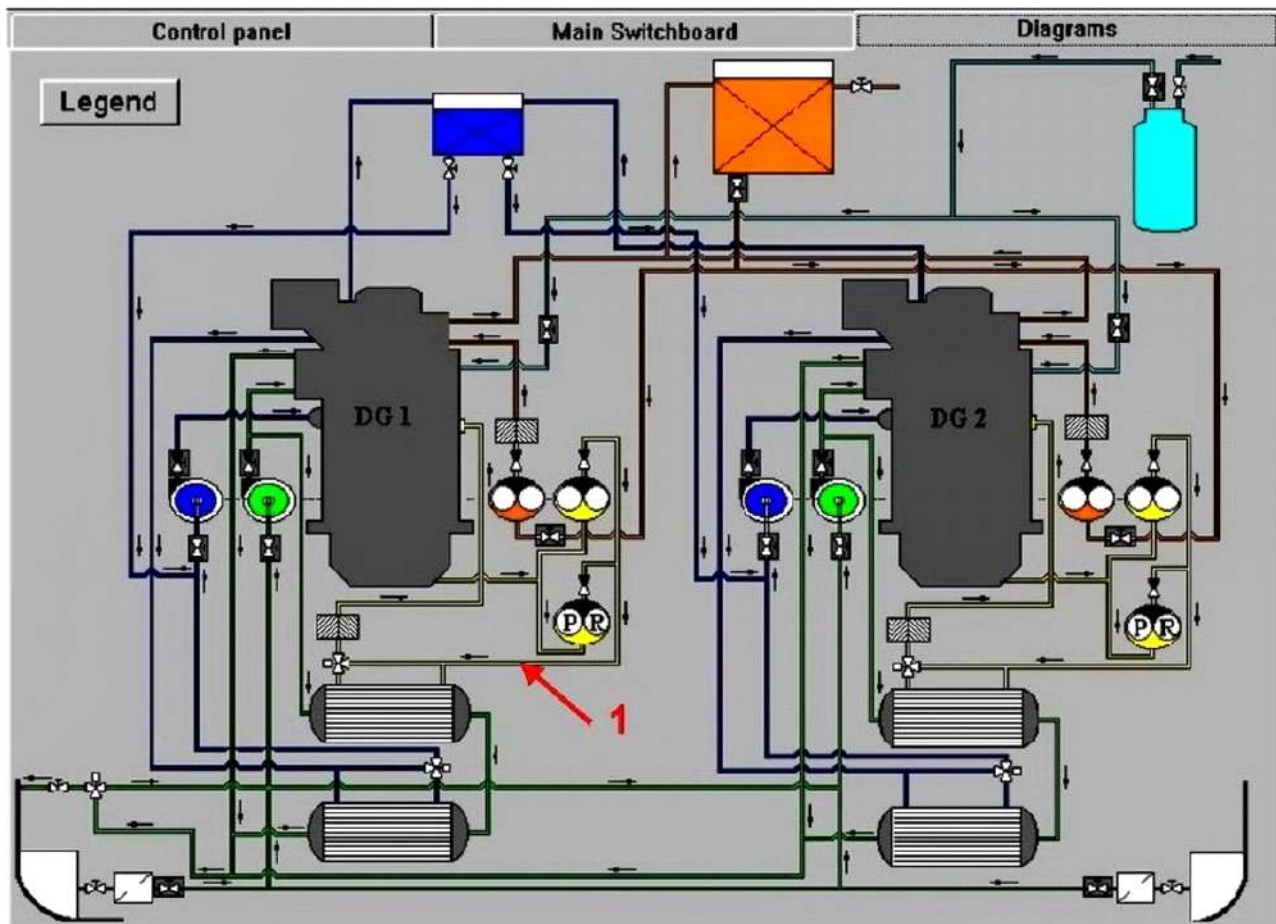 Control panel
Main Switchboard
Diagrams
Legend
DG 1
DG 2
P R
P R
1